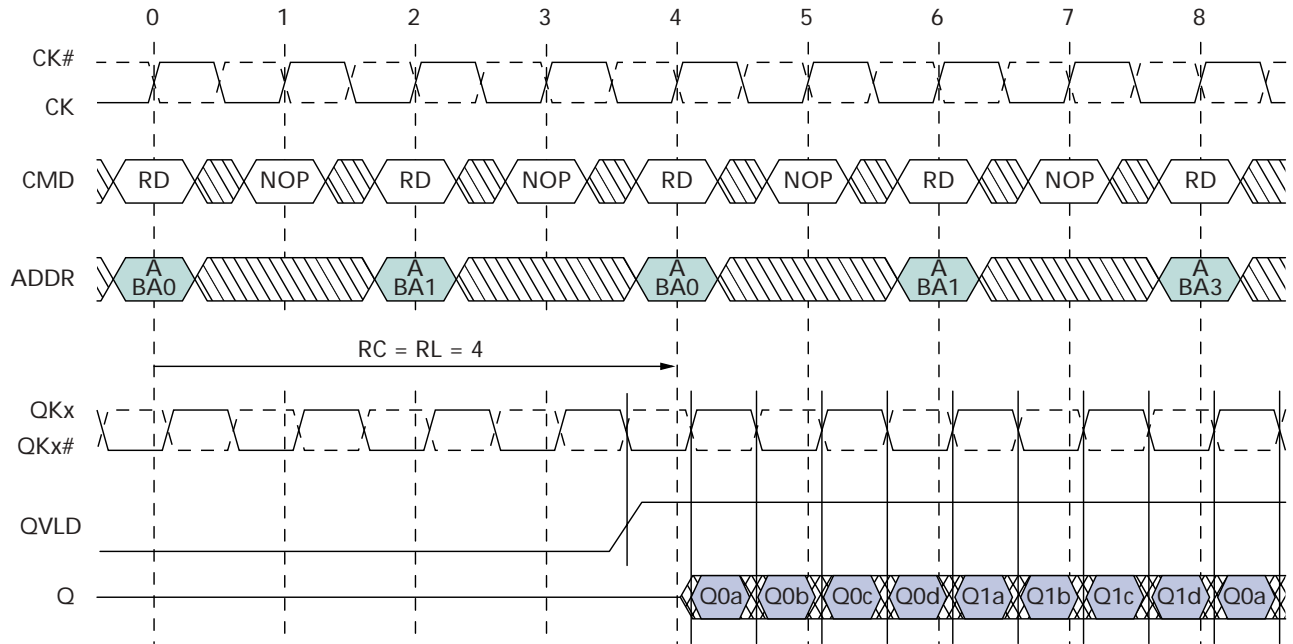 0 1 2 3 4 5 6 7 8
CK#
CK
CMD RD NOP RD NOP RD NOP RD NOP RD
ADDR A A A A A
BA0 BA1 BA0 BA1 BA3
RC = RL = 4
QKx
QKx#
QVLD
Q Q0a Q0b Q0c Q0d Q1a Q1b Q1c Q1d Q0a